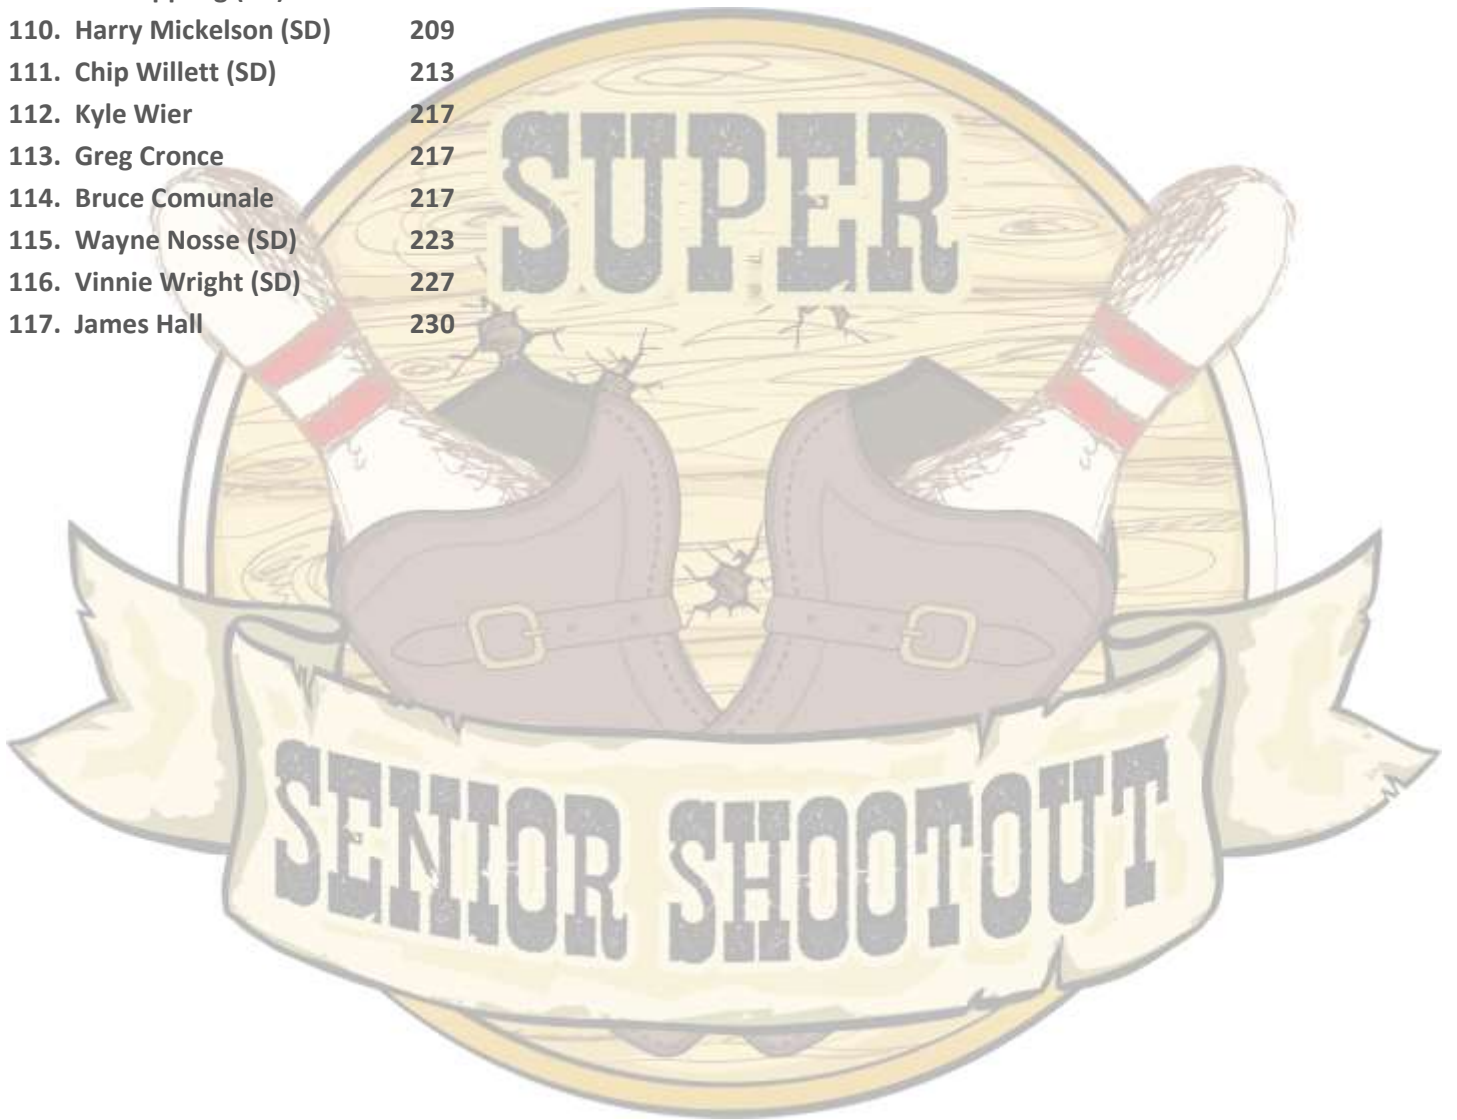 110. Harry Mickelson (SD) 209
111. Chip Willett (SD) 213
112. Kyle Wier 217
113. Greg Cronce 217
114. Bruce Comunale 217
115. Wayne Nosse (SD) 223
116. Vinnie Wright (SD) 227
117. James Hall 230
SUPER
SENIOR SHOOTOUT